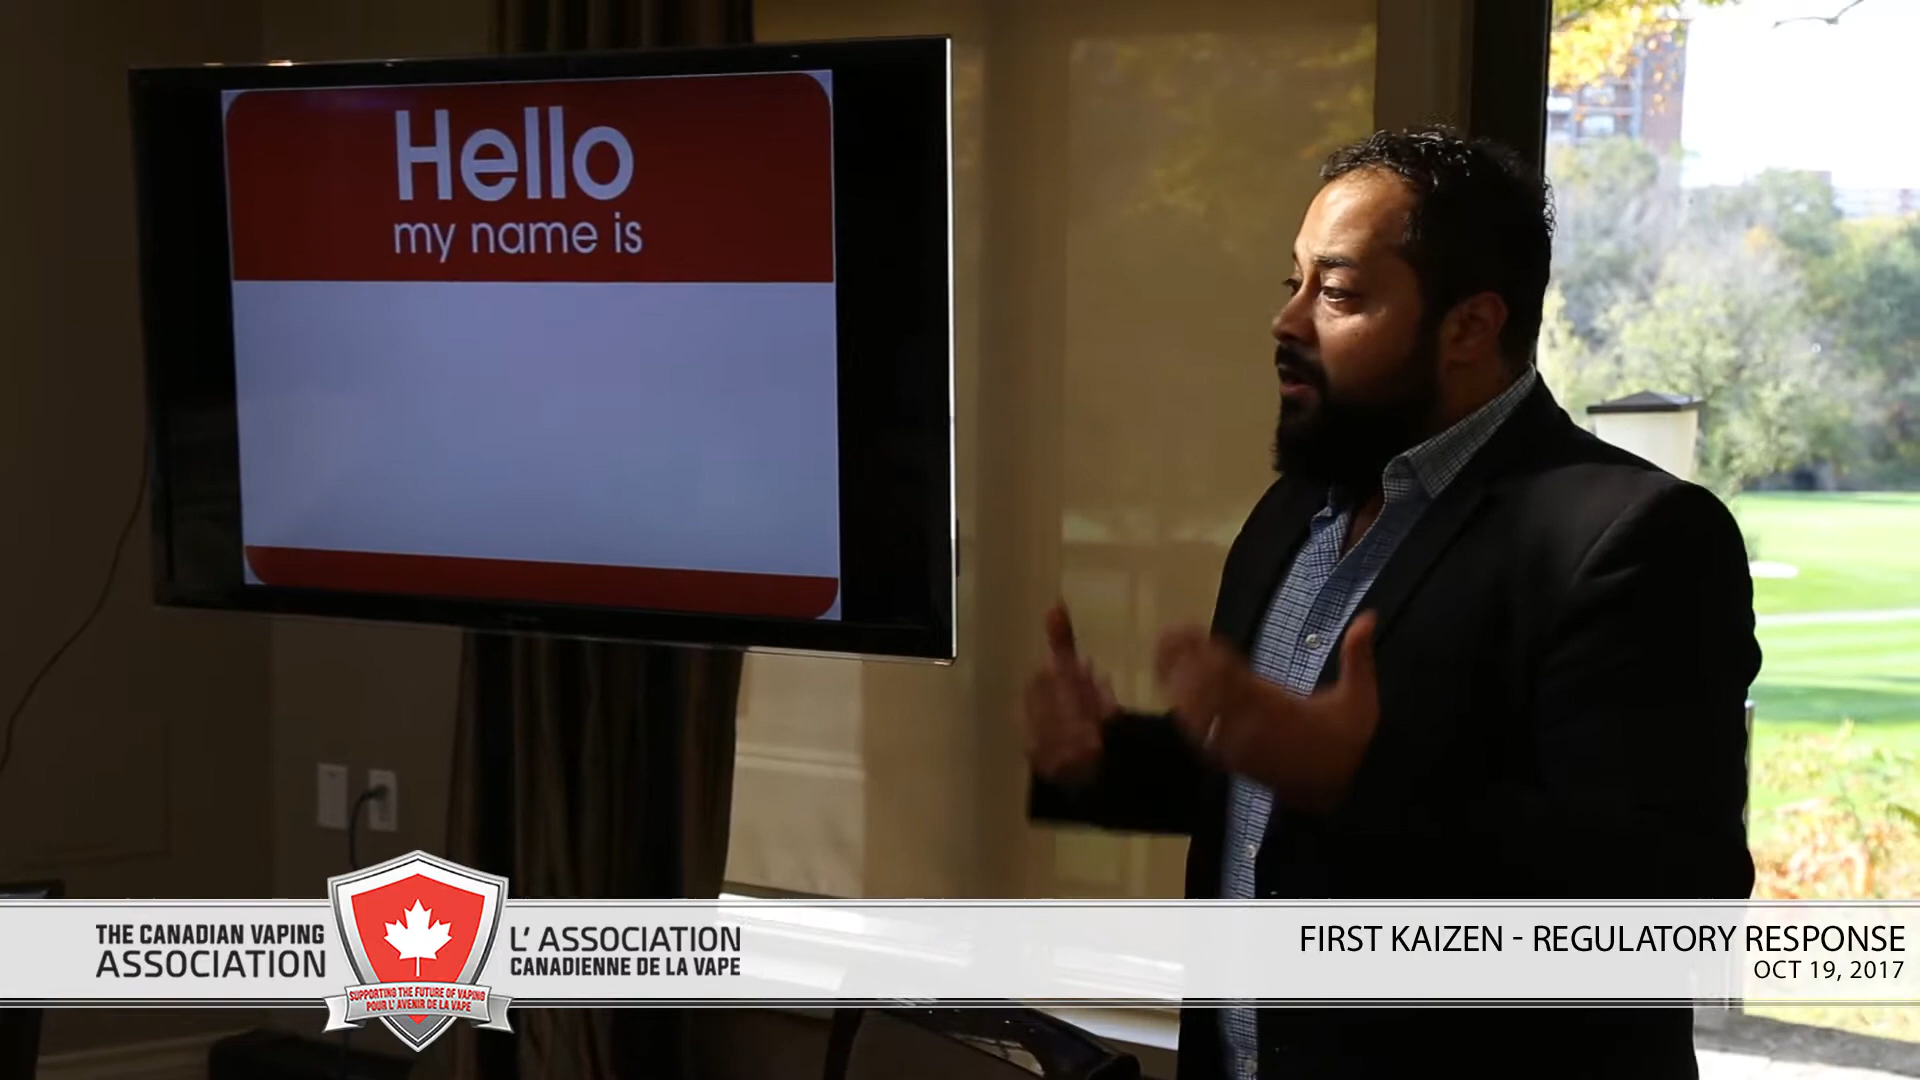 Hello
my name is
THE CANADIAN VAPING
ASSOCIATION
L' ASSOCIATION
CANADIENNE DE LA VAPE
SUPPORTING THE FUTURE OF VAPING
POUR L' AVENIR DE LA VAPE
FIRST KAIZEN - REGULATORY RESPONSE
OCT 19, 2017